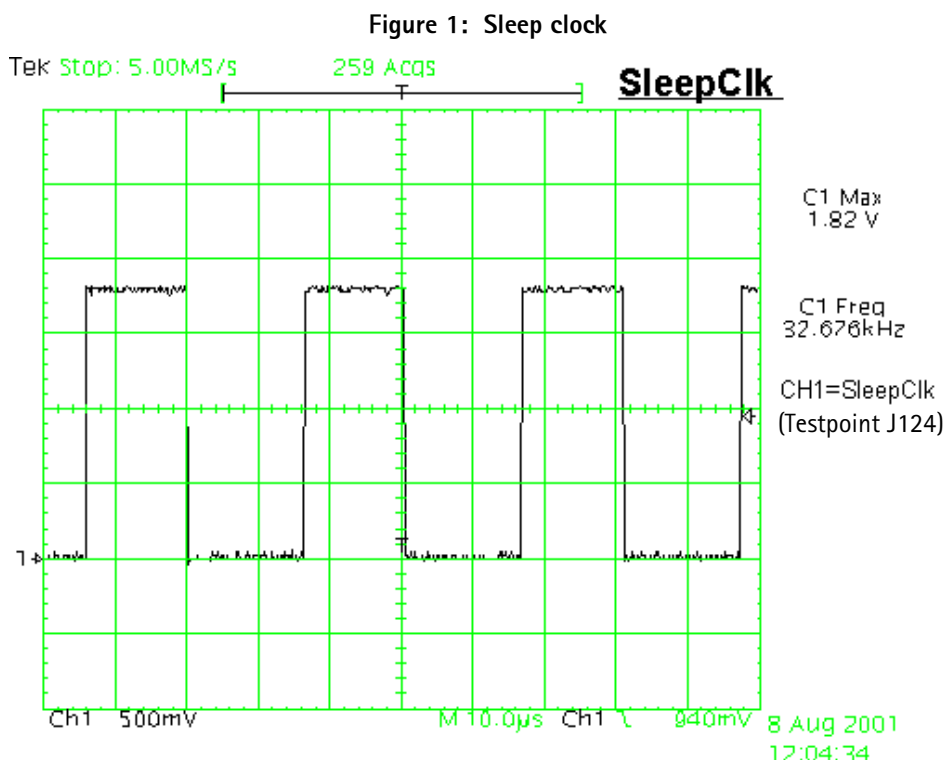 Figure 1: Sleep clock
Tek Stop: 5.00MS/s 259 Acqs
SleepClk
T
C1 Max
1.82 V
C1 Freq
32.676kHz
CH1=SleepClk
(Testpoint J124)
1
Ch1 500mV M 10.0µs Ch1 940mV
8 Aug 2001
12:04:34